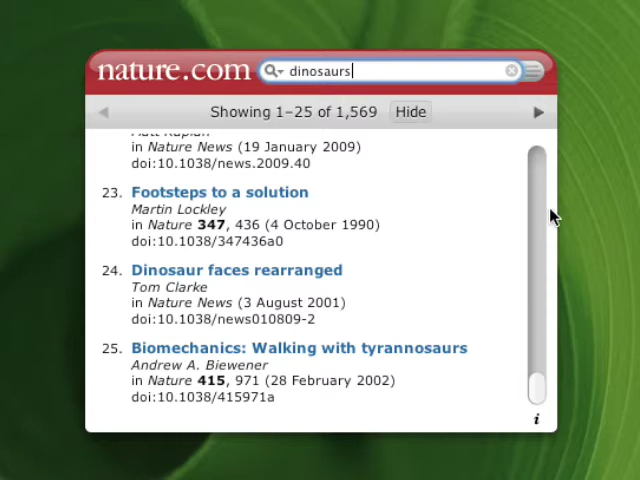 nature.com dinosaurs
Showing 1–25 of 1,569 Hide
Matt Kaplan
in Nature News (19 January 2009)
doi:10.1038/news.2009.40
23. Footsteps to a solution
Martin Lockley
in Nature 347, 436 (4 October 1990)
doi:10.1038/347436a0
24. Dinosaur faces rearranged
Tom Clarke
in Nature News (3 August 2001)
doi:10.1038/news010809-2
25. Biomechanics: Walking with tyrannosaurs
Andrew A. Biewener
in Nature 415, 971 (28 February 2002)
doi:10.1038/415971a
i